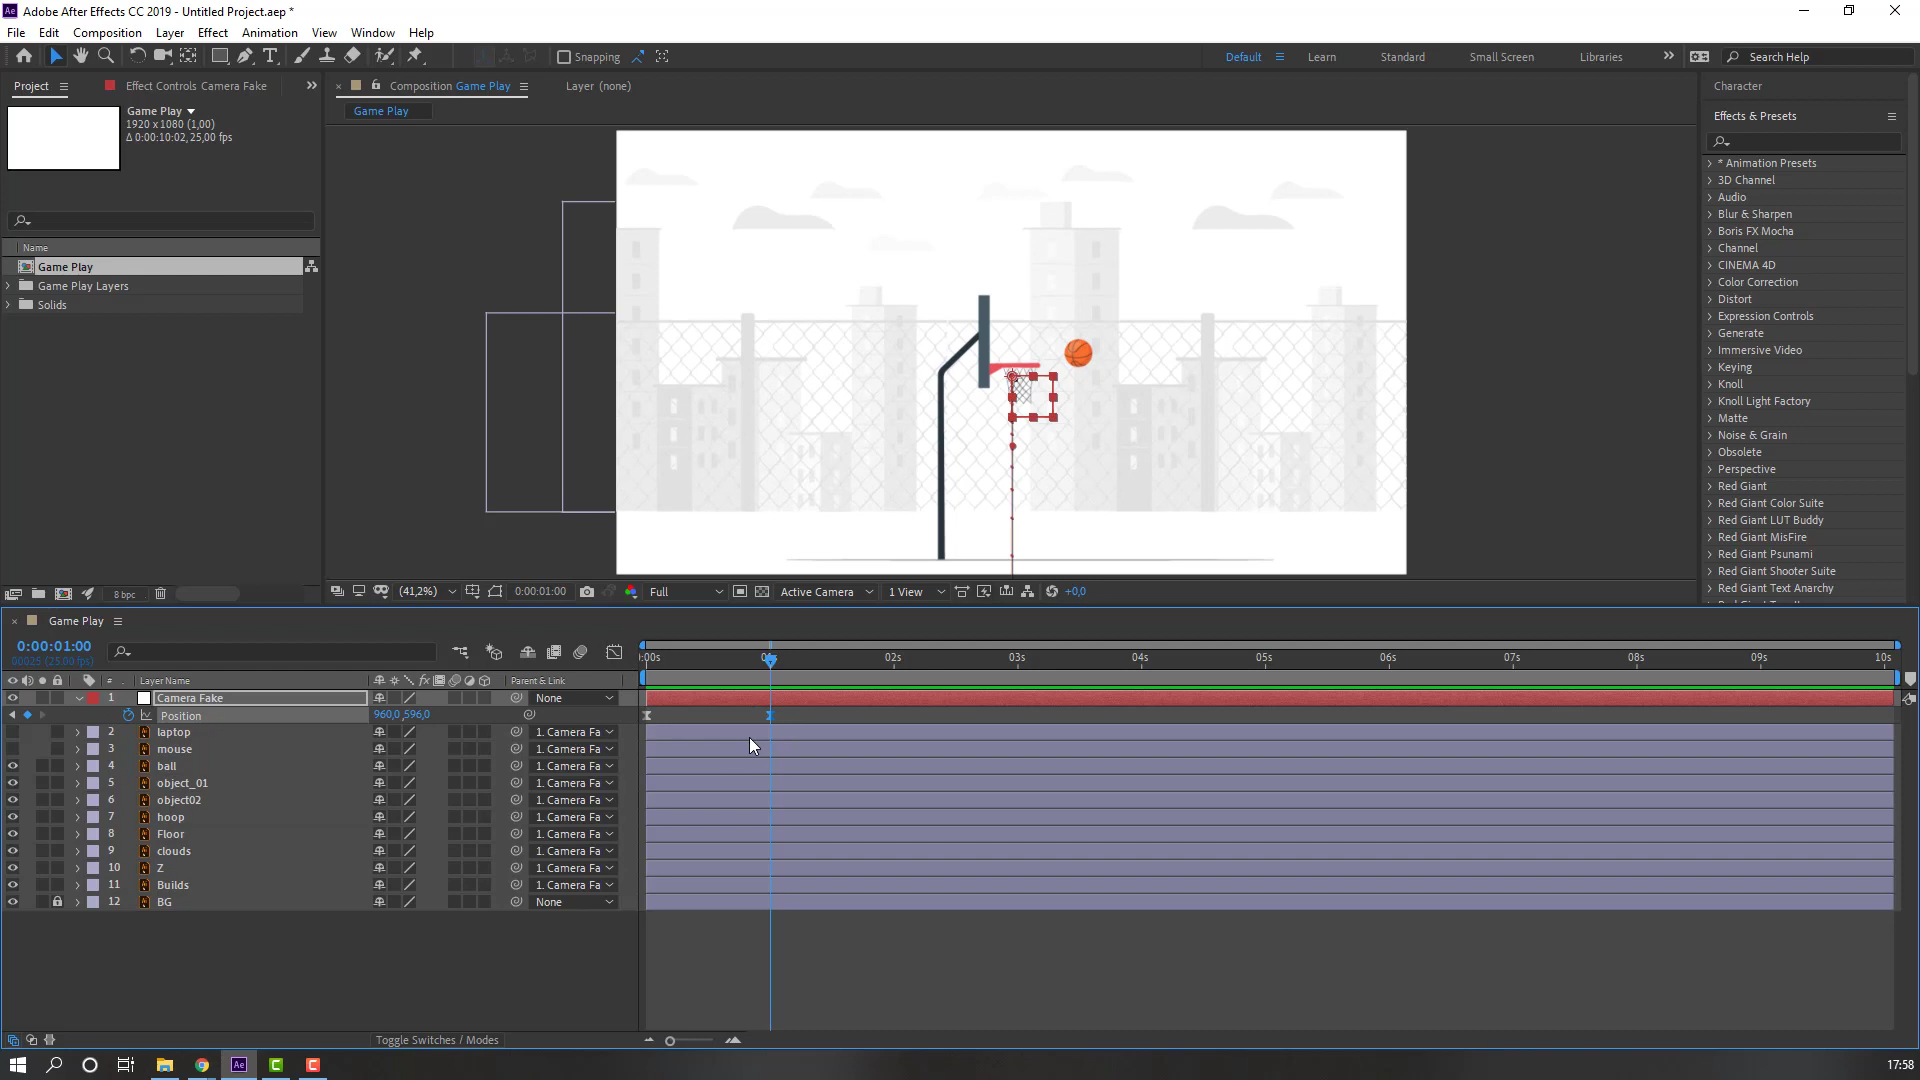 Adobe After Effects CC 2019 - Untitled Project.aep *
File Edit Composition Layer Effect Animation View Window Help
Snapping Default Learn Standard Small Screen Libraries Search Help
Project Effect Controls Camera Fake
Composition Game Play Layer (none)
Game Play
Game Play
1920 x 1080 (1,00)
Δ 0:00:10:02, 25,00 fps
Name
Game Play
Game Play Layers
Solids
8 bpc
(41,2%) 0:00:01:00 Full Active Camera 1 View +0,0
Character
Effects & Presets
* Animation Presets
3D Channel
Audio
Blur & Sharpen
Boris FX Mocha
Channel
CINEMA 4D
Color Correction
Distort
Expression Controls
Generate
Immersive Video
Keying
Knoll
Knoll Light Factory
Matte
Noise & Grain
Obsolete
Perspective
Red Giant
Red Giant Color Suite
Red Giant LUT Buddy
Red Giant MisFire
Red Giant Psunami
Red Giant Shooter Suite
Red Giant Text Anarchy
Game Play
0:00:01:00
00025 (25.00 fps)
:00s 02s 03s 04s 05s 06s 07s 08s 09s 10s
# Layer Name Parent & Link
1 Camera Fake None
Position 960,0,596,0
2 laptop 1. Camera Fa
3 mouse 1. Camera Fa
4 ball 1. Camera Fa
5 object_01 1. Camera Fa
6 object02 1. Camera Fa
7 hoop 1. Camera Fa
8 Floor 1. Camera Fa
9 clouds 1. Camera Fa
10 Z 1. Camera Fa
11 Builds 1. Camera Fa
12 BG None
Toggle Switches / Modes
17:58